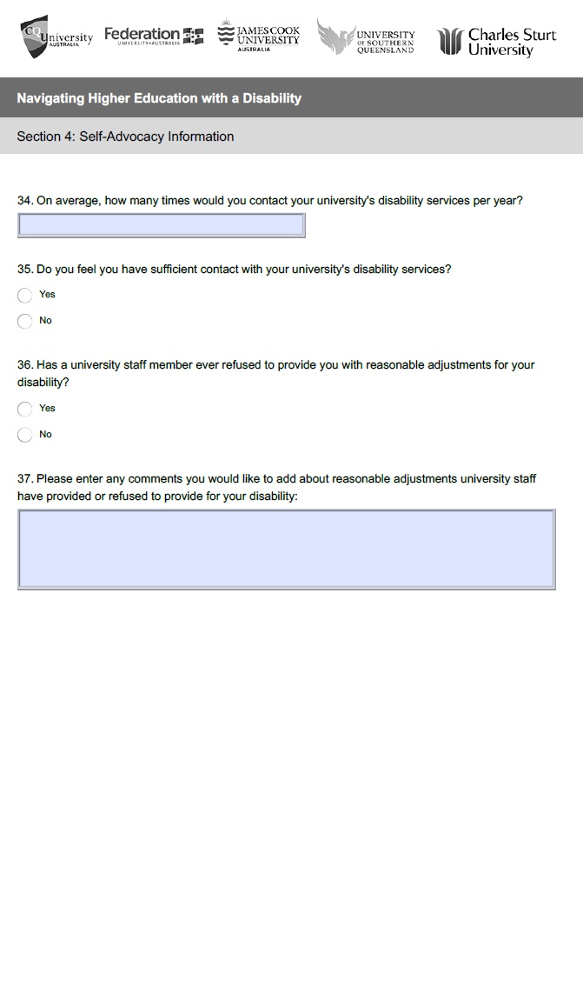 CQUniversity
AUSTRALIA
Federation
UNIVERSITY•AUSTRALIA
JAMES COOK
UNIVERSITY
AUSTRALIA
UNIVERSITY
OF SOUTHERN
QUEENSLAND
Charles Sturt
University
Navigating Higher Education with a Disability
Section 4: Self-Advocacy Information
34. On average, how many times would you contact your university's disability services per year?
35. Do you feel you have sufficient contact with your university's disability services?
Yes
No
36. Has a university staff member ever refused to provide you with reasonable adjustments for your
disability?
Yes
No
37. Please enter any comments you would like to add about reasonable adjustments university staff
have provided or refused to provide for your disability: